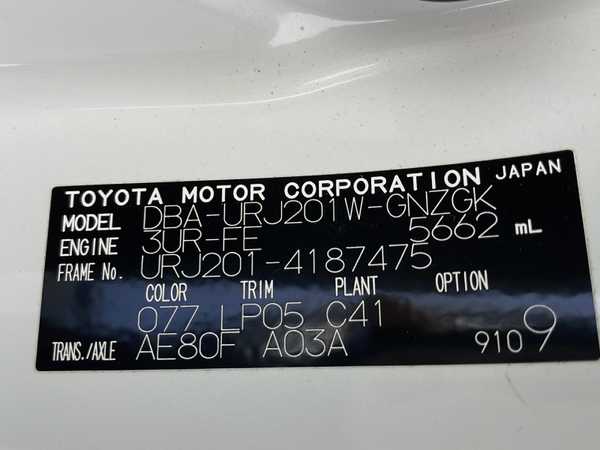 TOYOTA MOTOR CORPORATION JAPAN
MODEL DBA-URJ201W-GNZGK
ENGINE 3UR-FE 5662 mL
FRAME No. URJ201-4187475
COLOR TRIM PLANT OPTION
077 LP05 C41
TRANS./AXLE AE80F A03A 9109